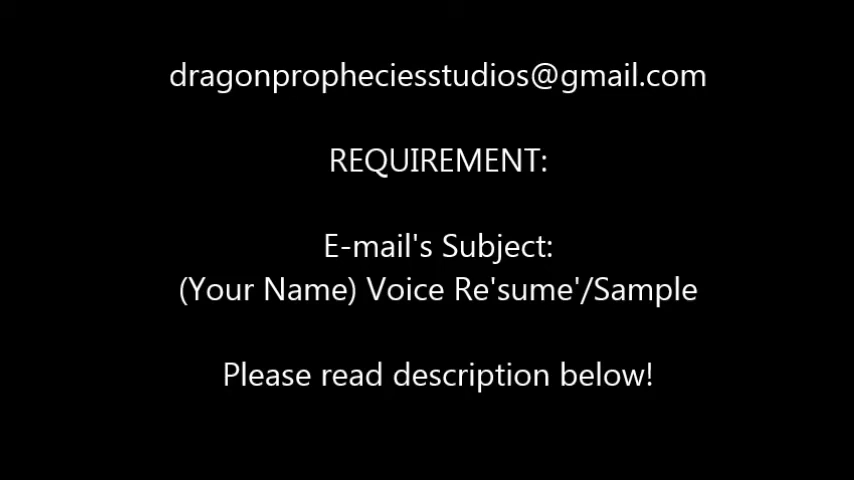 dragonpropheciesstudios@gmail.com
REQUIREMENT:
E-mail's Subject:
(Your Name) Voice Re'sume'/Sample
Please read description below!